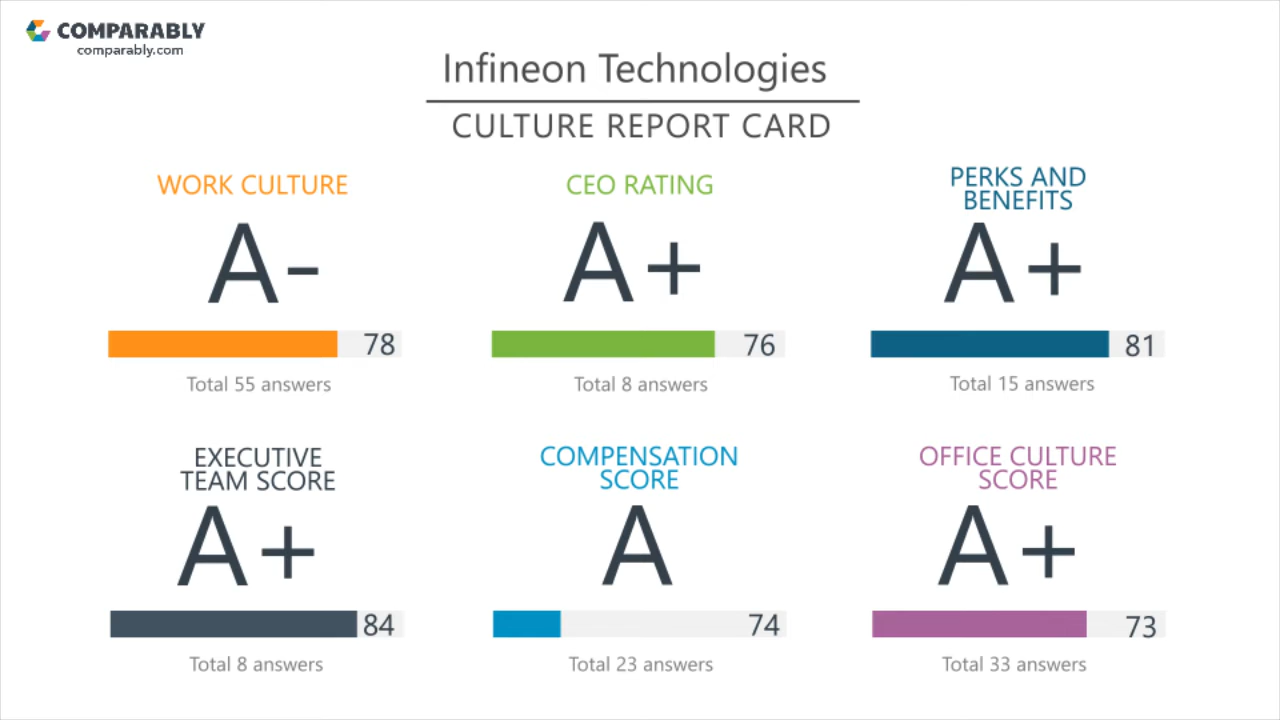 COMPARABLY
comparably.com
Infineon Technologies
CULTURE REPORT CARD
WORK CULTURE
A-
78
Total 55 answers
CEO RATING
A+
76
Total 8 answers
PERKS AND
BENEFITS
A+
81
Total 15 answers
EXECUTIVE
TEAM SCORE
A+
84
Total 8 answers
COMPENSATION
SCORE
A
74
Total 23 answers
OFFICE CULTURE
SCORE
A+
73
Total 33 answers